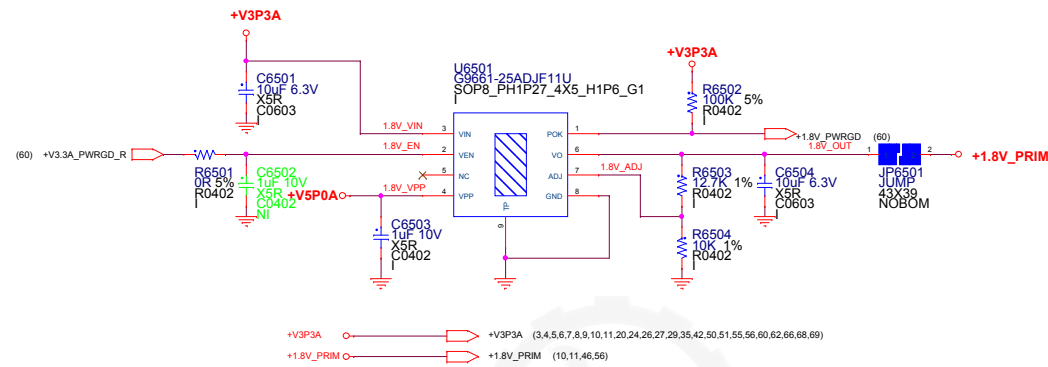 +V3P3A
+V3P3A
C6501
10uF 6.3V
X5R
C0603
I
U6501
G9661-25ADJF11U
SOP8_PH1P27_4X5_H1P6_G1
I
R6502
100K 5%
R0402
I
1.8V_VIN 3 VIN POK 1 +1.8V_PWRGD (60)
(60) +V3.3A_PWRGD_R 1.8V_EN 2 VEN VO 6 1.8V_OUT 1 2 +1.8V_PRIM
R6501
0R 5%
R0402
I
C6502
1uF 10V
X5R
C0402
NI
5 NC ADJ 7 1.8V_ADJ
+V5P0A 1.8V_VPP 4 VPP GND 8
TP
9
R6503
12.7K 1%
R0402
I
C6504
10uF 6.3V
X5R
C0603
I
JP6501
JUMP
43X39
NOBOM
C6503
1uF 10V
X5R
C0402
I
R6504
10K 1%
R0402
I
+V3P3A +V3P3A (3,4,5,6,7,8,9,10,11,20,24,26,27,29,35,42,50,51,55,56,60,62,66,68,69)
+1.8V_PRIM +1.8V_PRIM (10,11,46,56)